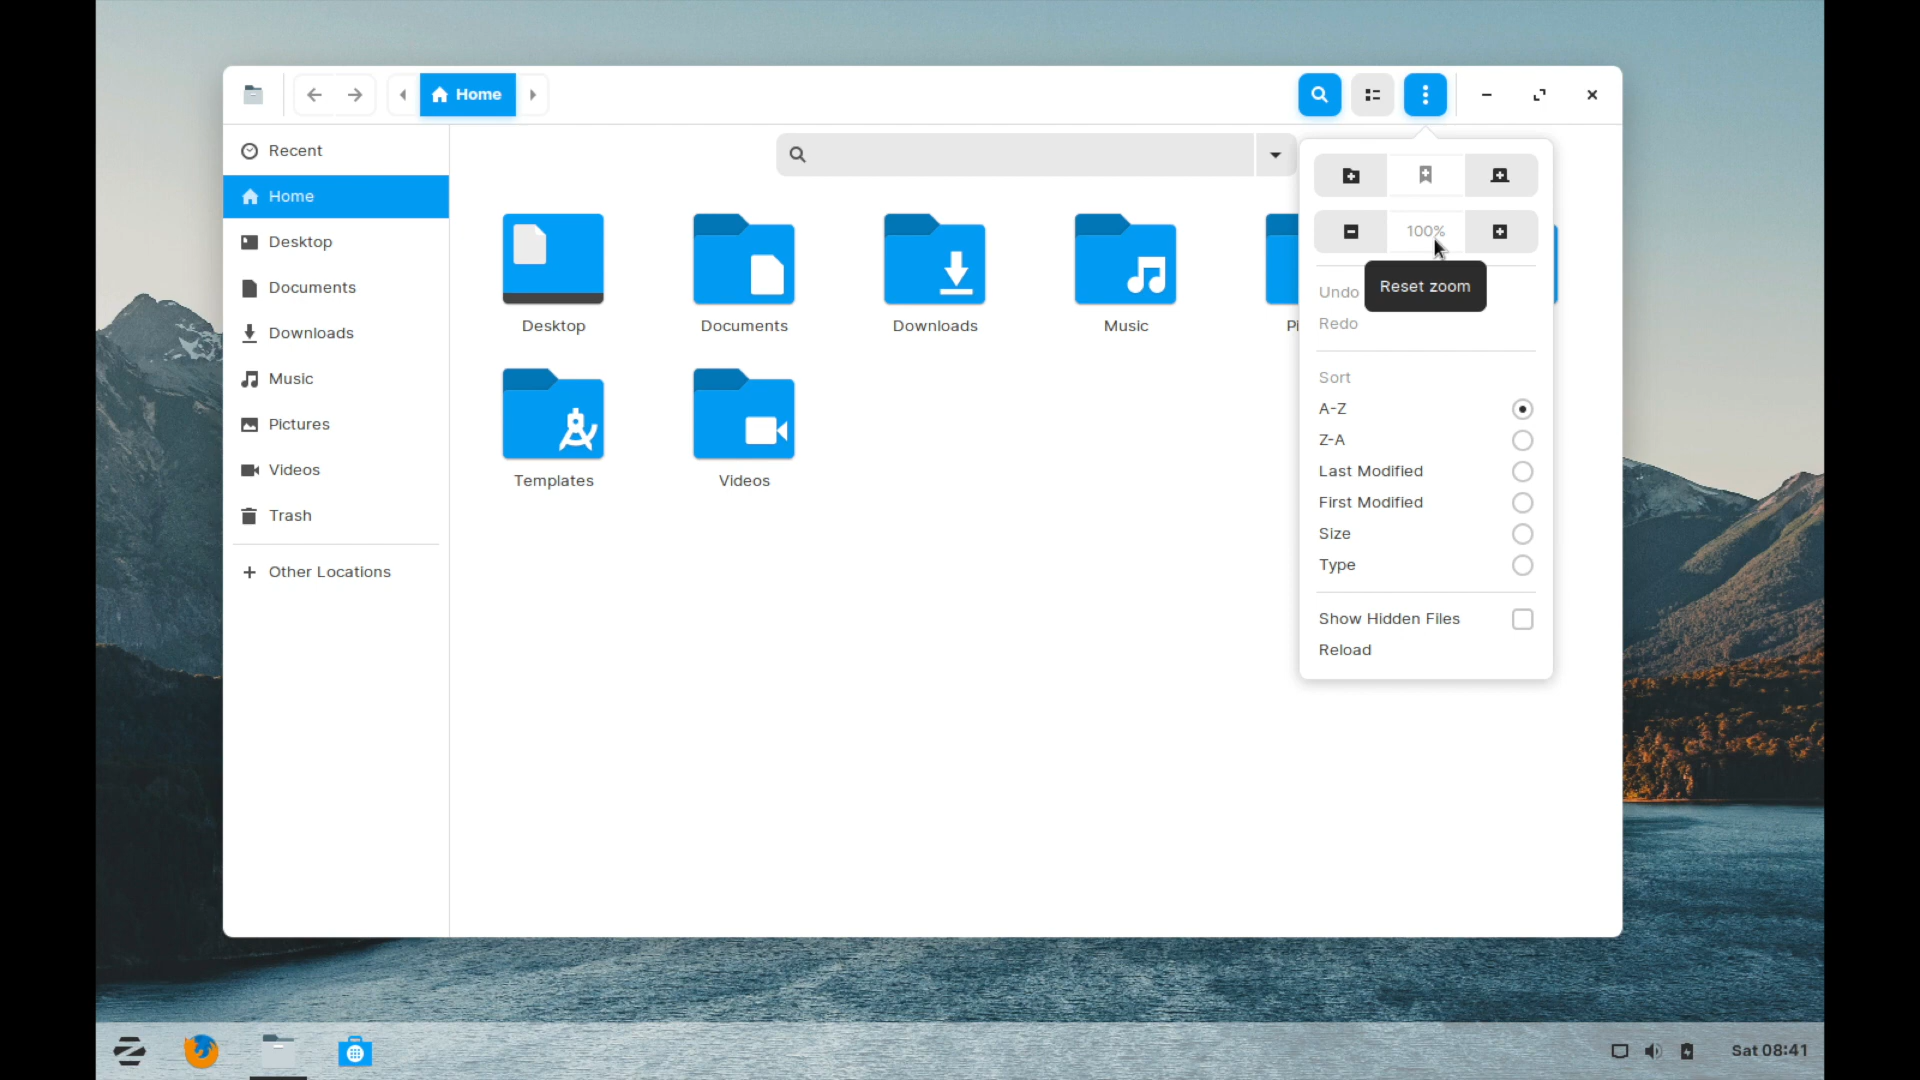 Home
Recent
Home
Desktop
Documents
Downloads
Music
Pictures
Videos
Trash
Other Locations
Desktop
Documents
Downloads
Music
Pi
Templates
Videos
100%
Reset zoom
Undo
Redo
Sort
A-Z
Z-A
Last Modified
First Modified
Size
Type
Show Hidden Files
Reload
Sat 08:41